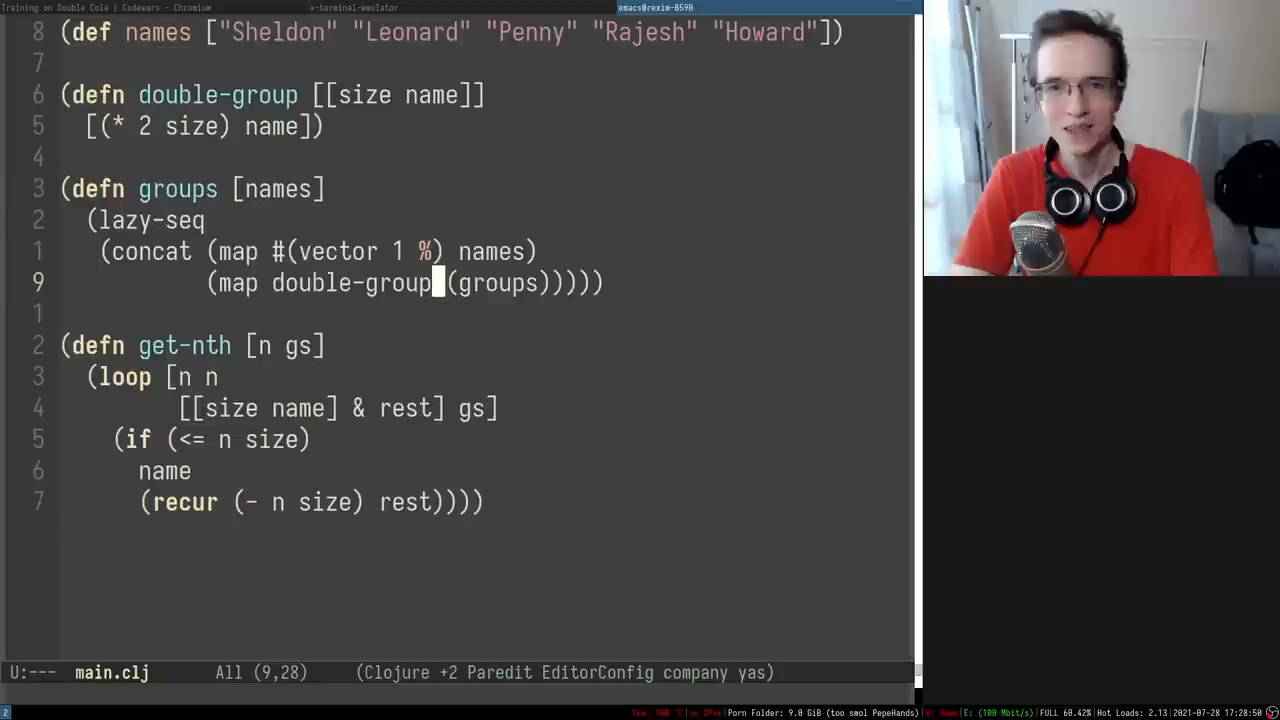 Training on Double Cola | Codewars - Chromium x-terminal-emulator emacs@rexim-8590
8 (def names ["Sheldon" "Leonard" "Penny" "Rajesh" "Howard"])
7
6 (defn double-group [[size name]]
5 [(* 2 size) name])
4
3 (defn groups [names]
2 (lazy-seq
1 (concat (map #(vector 1 %) names)
9 (map double-group (groups)))))
1
2 (defn get-nth [n gs]
3 (loop [n n
4 [[size name] & rest] gs]
5 (if (<= n size)
6 name
7 (recur (- n size) rest))))
U:--- main.clj All (9,28) (Clojure +2 Paredit EditorConfig company yas)
2 Porn Folder: 9.0 GiB (too smol PepeHands) W: down E: (100 Mbit/s) FULL 60.42% Hot Loads: 2.13 2021-07-28 17:28:50